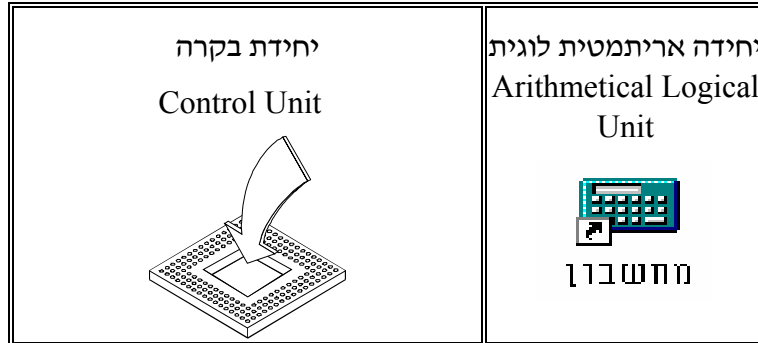 יחידת בקרה
Control Unit
יחידה אריתמטית לוגית
Arithmetical Logical
Unit
מחשבון